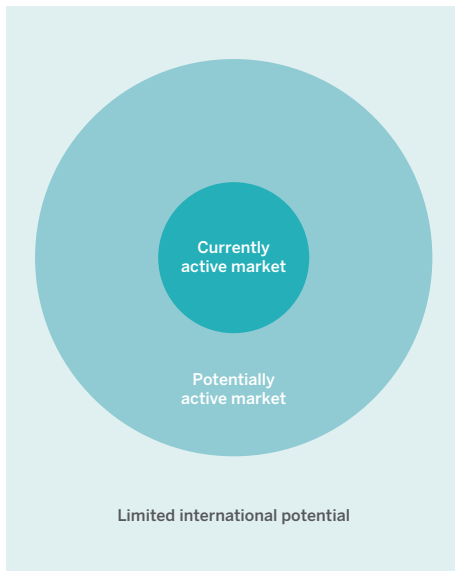 Currently
active market
Potentially
active market
Limited international potential